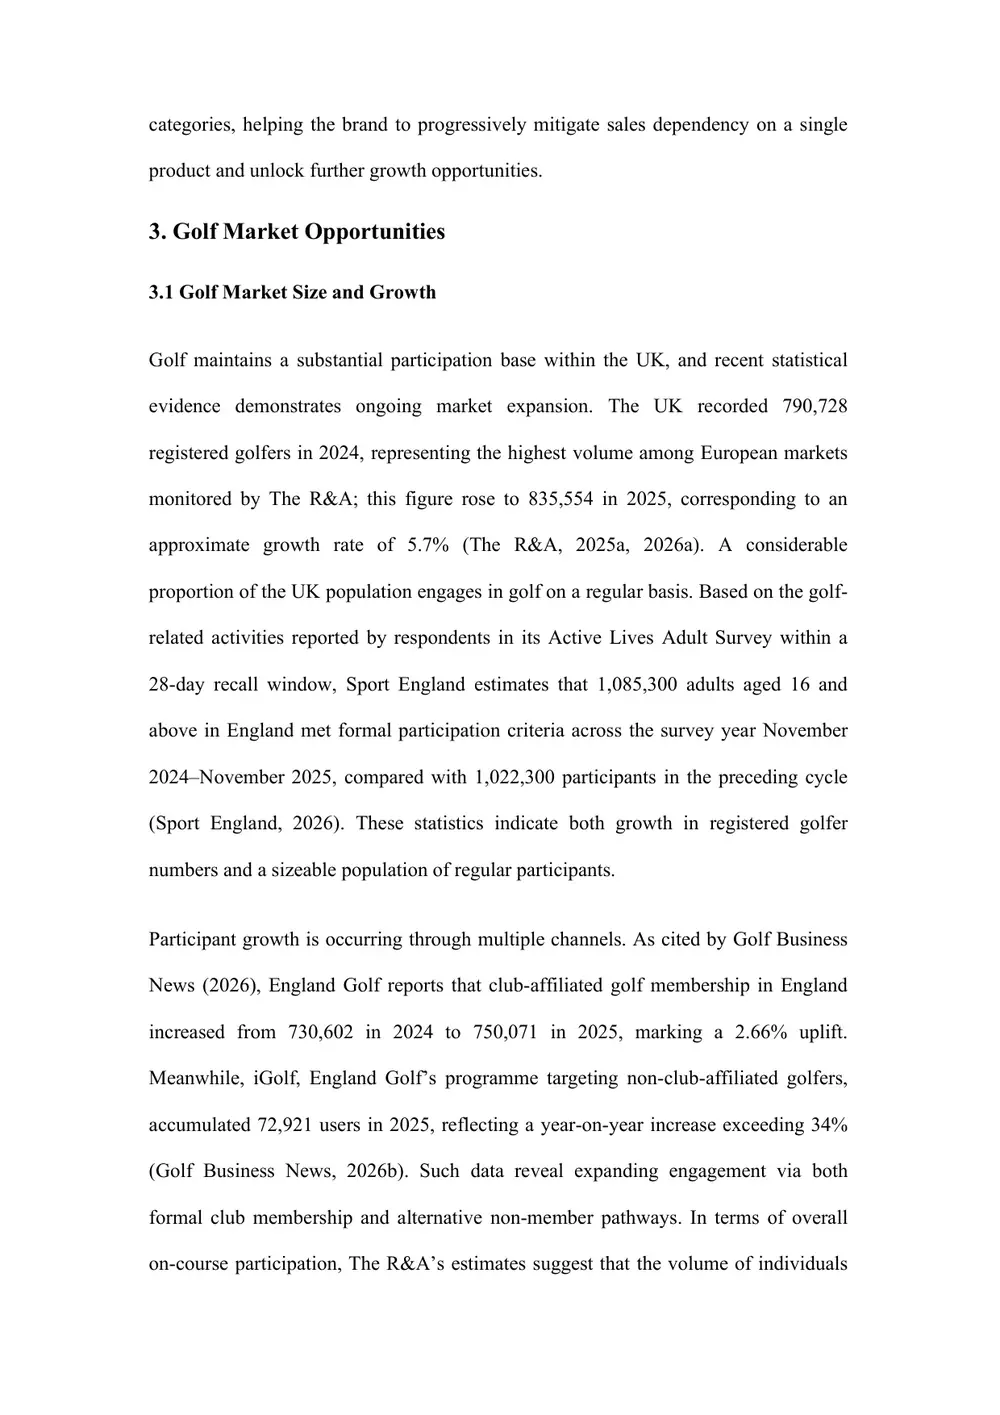 categories, helping the brand to progressively mitigate sales dependency on a single
product and unlock further growth opportunities.
3. Golf Market Opportunities
3.1 Golf Market Size and Growth
Golf maintains a substantial participation base within the UK, and recent statistical
evidence demonstrates ongoing market expansion. The UK recorded 790,728
registered golfers in 2024, representing the highest volume among European markets
monitored by The R&A; this figure rose to 835,554 in 2025, corresponding to an
approximate growth rate of 5.7% (The R&A, 2025a, 2026a). A considerable
proportion of the UK population engages in golf on a regular basis. Based on the golf-
related activities reported by respondents in its Active Lives Adult Survey within a
28-day recall window, Sport England estimates that 1,085,300 adults aged 16 and
above in England met formal participation criteria across the survey year November
2024–November 2025, compared with 1,022,300 participants in the preceding cycle
(Sport England, 2026). These statistics indicate both growth in registered golfer
numbers and a sizeable population of regular participants.
Participant growth is occurring through multiple channels. As cited by Golf Business
News (2026), England Golf reports that club-affiliated golf membership in England
increased from 730,602 in 2024 to 750,071 in 2025, marking a 2.66% uplift.
Meanwhile, iGolf, England Golf’s programme targeting non-club-affiliated golfers,
accumulated 72,921 users in 2025, reflecting a year-on-year increase exceeding 34%
(Golf Business News, 2026b). Such data reveal expanding engagement via both
formal club membership and alternative non-member pathways. In terms of overall
on-course participation, The R&A’s estimates suggest that the volume of individuals